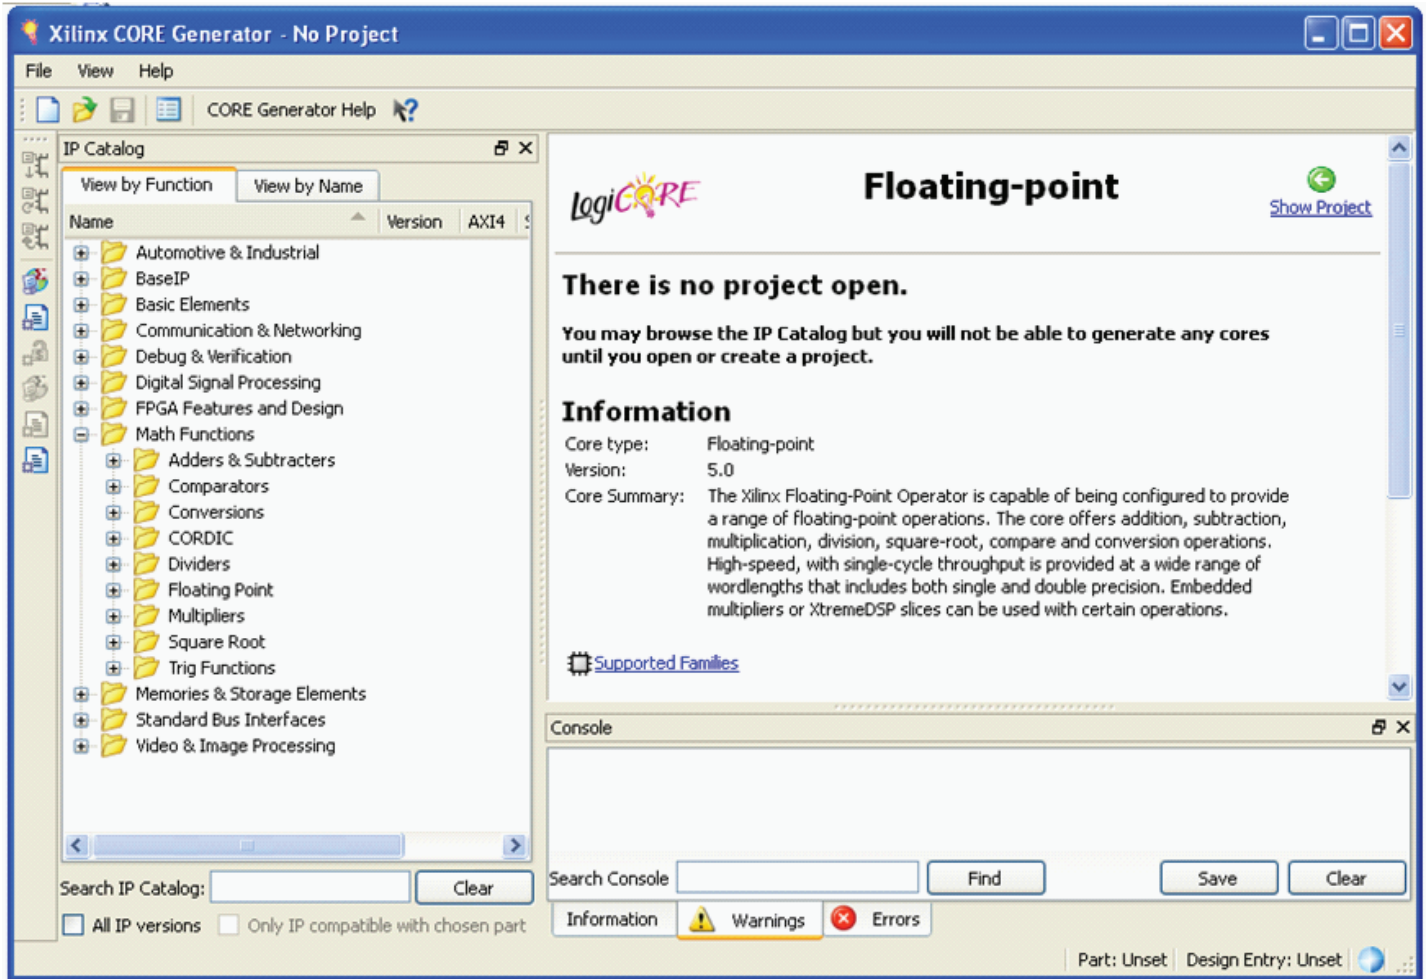 Xilinx CORE Generator - No Project
File View Help
CORE Generator Help
IP Catalog
View by Function View by Name
Name Version AXI4
Automotive & Industrial
BaseIP
Basic Elements
Communication & Networking
Debug & Verification
Digital Signal Processing
FPGA Features and Design
Math Functions
Adders & Subtracters
Comparators
Conversions
CORDIC
Dividers
Floating Point
Multipliers
Square Root
Trig Functions
Memories & Storage Elements
Standard Bus Interfaces
Video & Image Processing
Search IP Catalog: Clear
All IP versions Only IP compatible with chosen part
LogiCORE Floating-point
Show Project
There is no project open.
You may browse the IP Catalog but you will not be able to generate any cores
until you open or create a project.
Information
Core type: Floating-point
Version: 5.0
Core Summary: The Xilinx Floating-Point Operator is capable of being configured to provide
a range of floating-point operations. The core offers addition, subtraction,
multiplication, division, square-root, compare and conversion operations.
High-speed, with single-cycle throughput is provided at a wide range of
wordlengths that includes both single and double precision. Embedded
multipliers or XtremeDSP slices can be used with certain operations.
Supported Families
Console
Search Console Find Save Clear
Information Warnings Errors
Part: Unset Design Entry: Unset